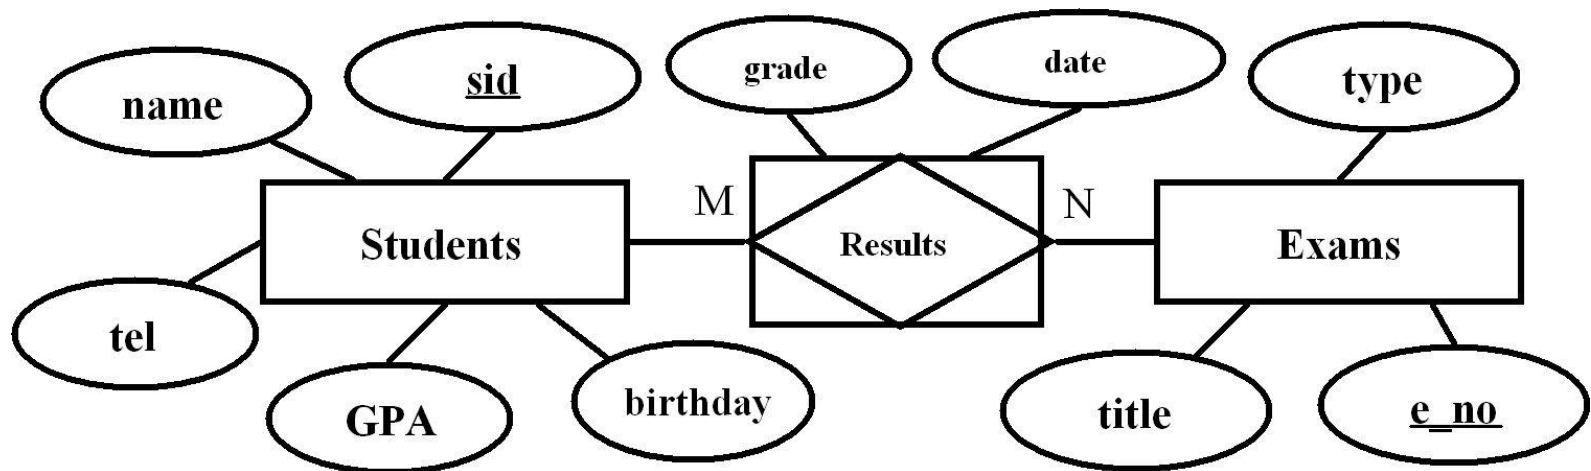 name
sid
grade
date
type
Students
M
Results
N
Exams
tel
GPA
birthday
title
e_no